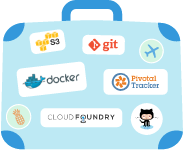 S3
git
docker
Pivotal
Tracker
CLOUD FOUNDRY